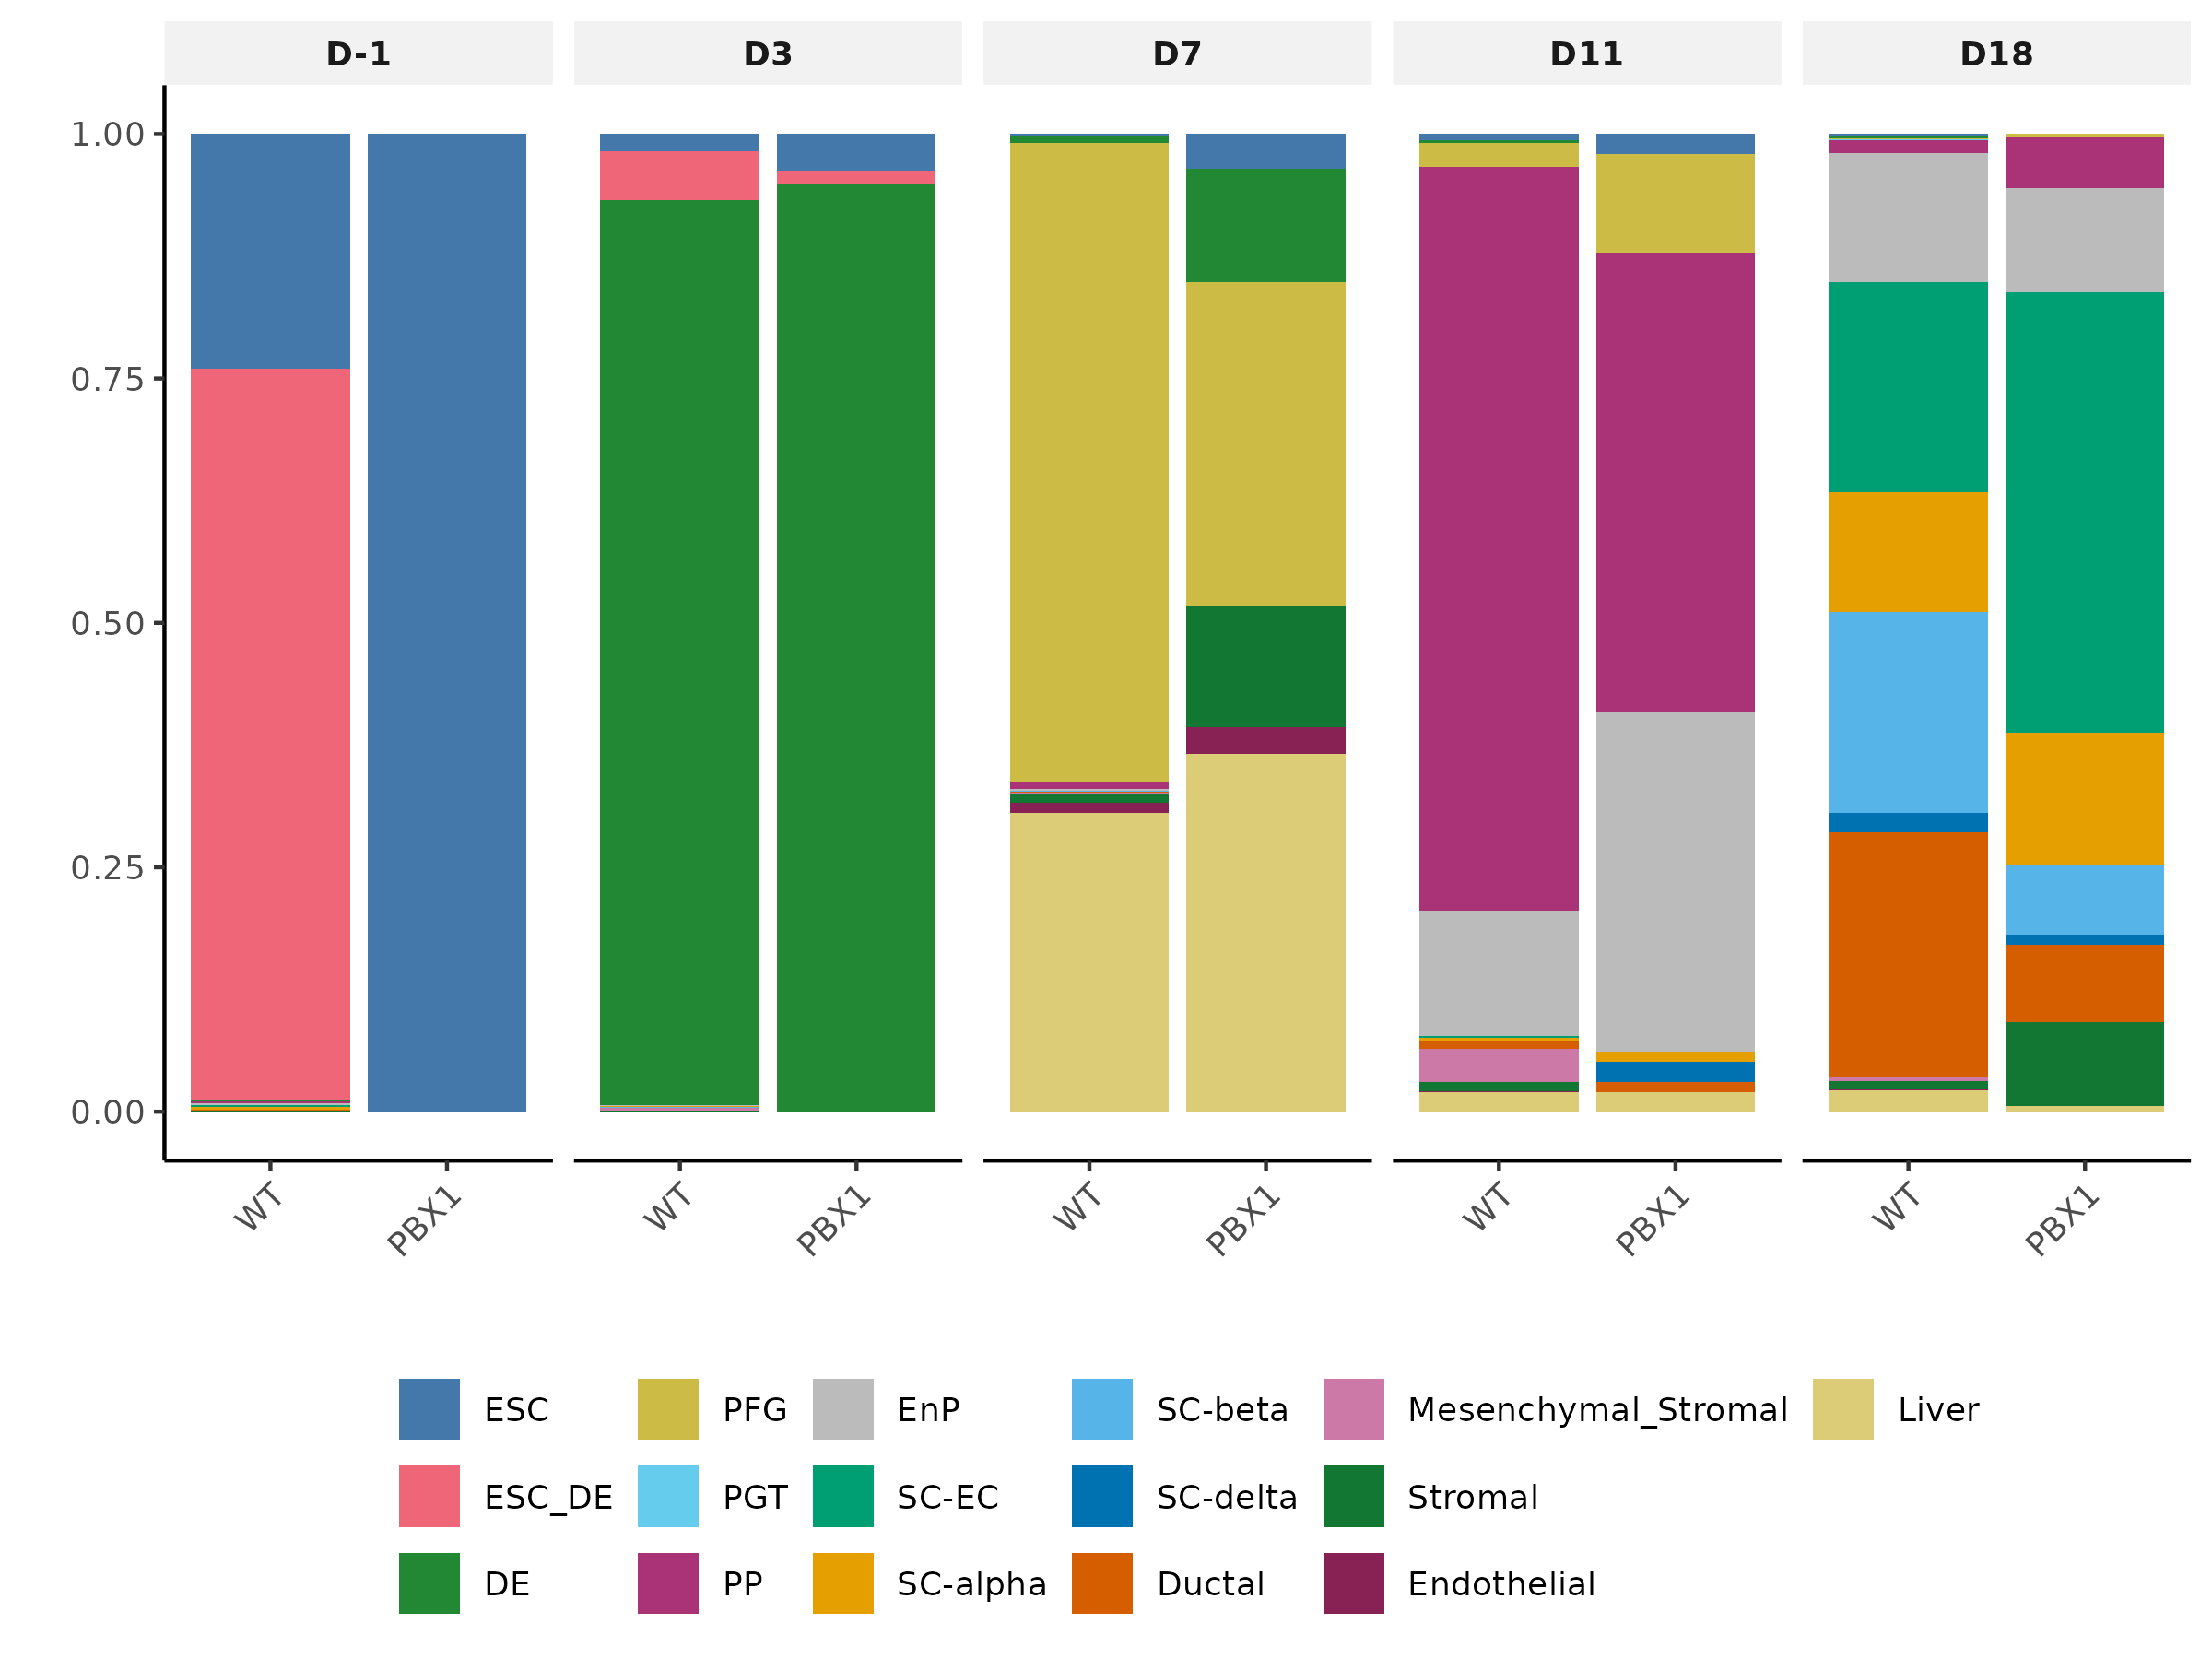 D-1 D3 D7 D11 D18
1.00
0.75
0.50
0.25
0.00
WT PBX1 WT PBX1 WT PBX1 WT PBX1 WT PBX1
ESC PFG EnP SC-beta Mesenchymal_Stromal Liver
ESC_DE PGT SC-EC SC-delta Stromal
DE PP SC-alpha Ductal Endothelial